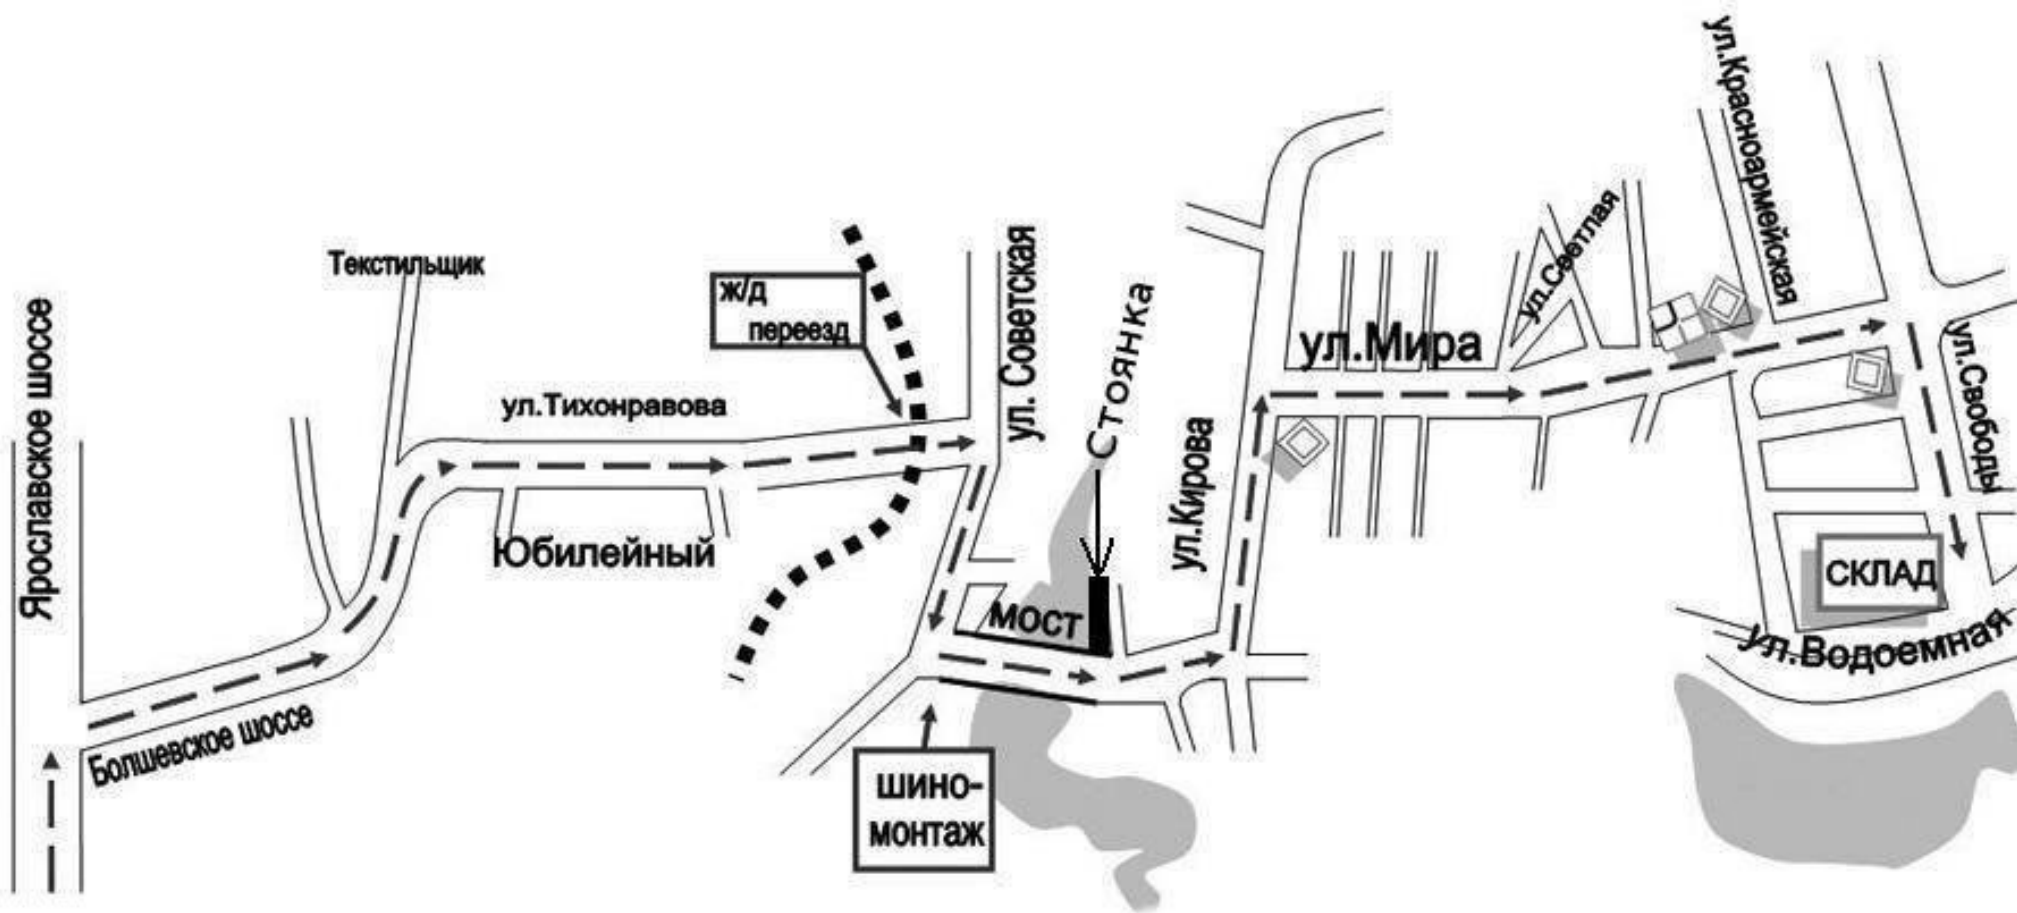 Ярославское шоссе
Болшевское шоссе
Текстильщик
ул.Тихонравова
Юбилейный
ж/д
переезд
ул. Советская
Стоянка
мост
шино-
монтаж
ул.Кирова
ул.Мира
ул.Светлая
ул.Красноармейская
ул.Свободы
СКЛАД
ул.Водоемная